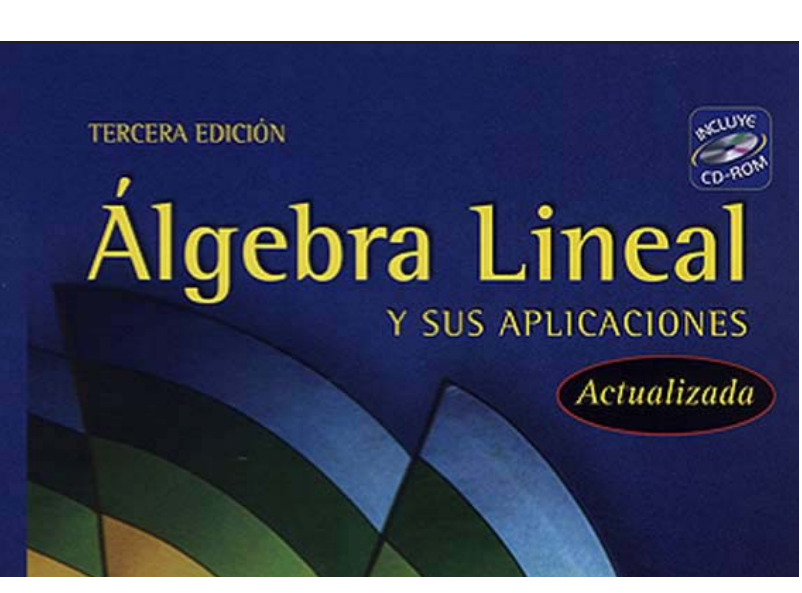 TERCERA EDICIÓN
INCLUYE
CD-ROM
Álgebra Lineal
Y SUS APLICACIONES
Actualizada